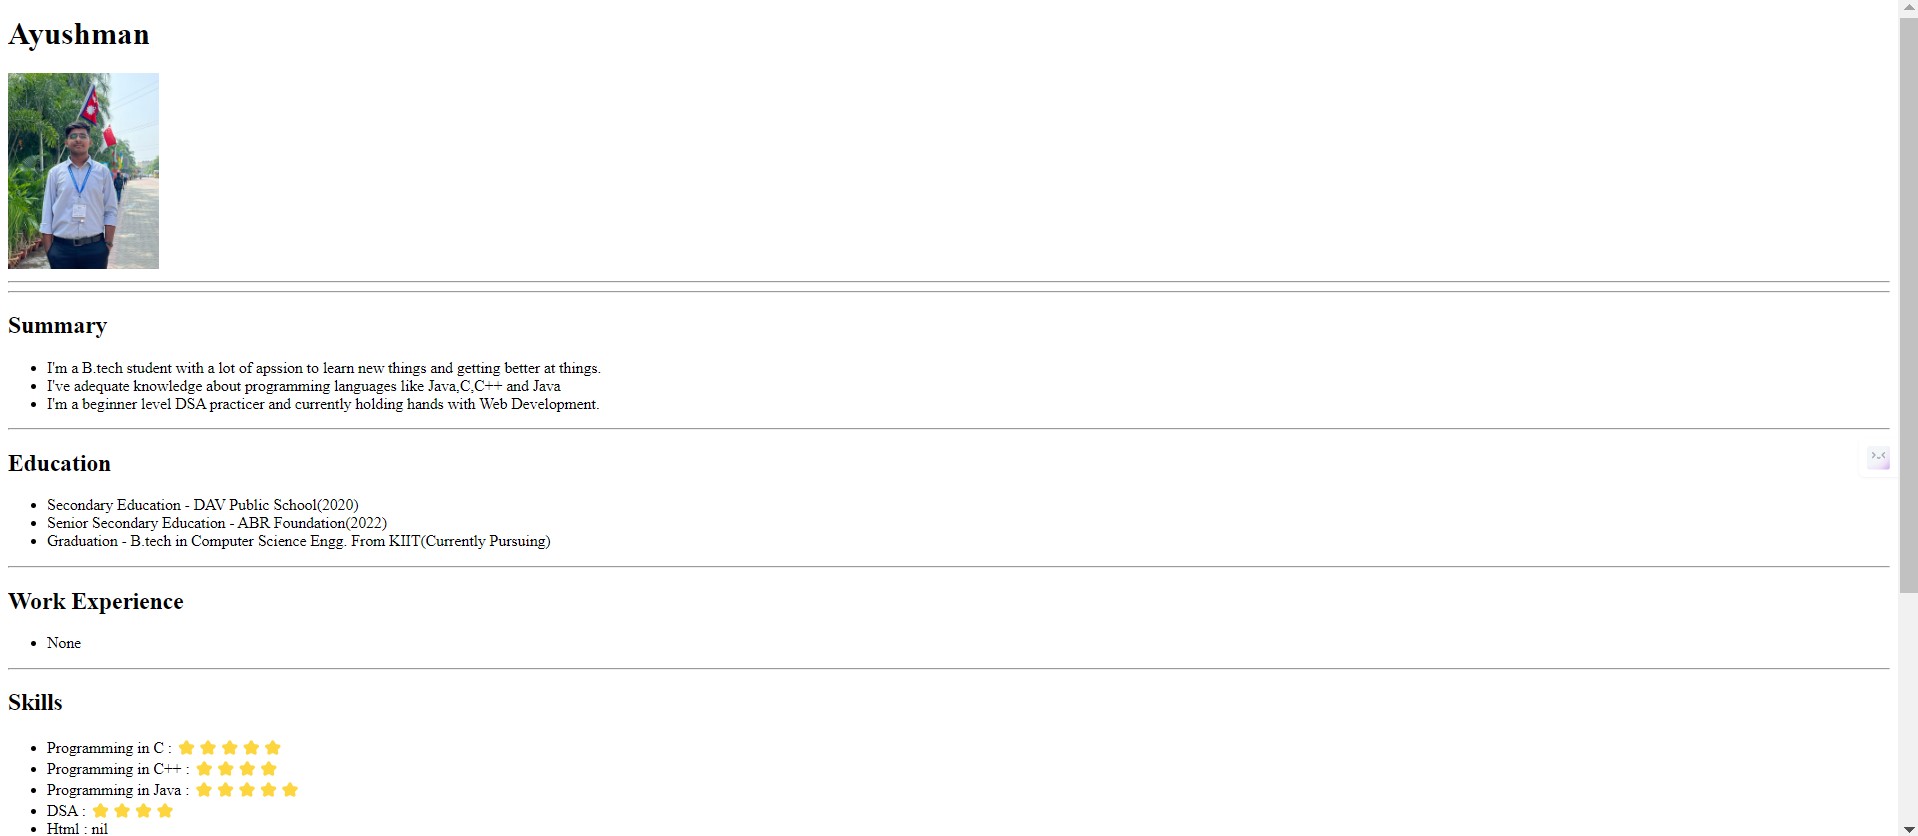 Ayushman
Summary
I'm a B.tech student with a lot of apssion to learn new things and getting better at things.
I've adequate knowledge about programming languages like Java,C,C++ and Java
I'm a beginner level DSA practicer and currently holding hands with Web Development.
Education
Secondary Education - DAV Public School(2020)
Senior Secondary Education - ABR Foundation(2022)
Graduation - B.tech in Computer Science Engg. From KIIT(Currently Pursuing)
Work Experience
None
Skills
Programming in C :
Programming in C++ :
Programming in Java :
DSA :
Html : nil